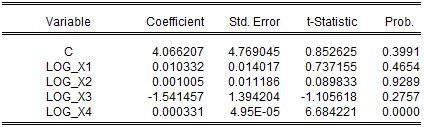 Variable Coefficient Std. Error t-Statistic Prob.
C 4.066207 4.769045 0.852625 0.3991
LOG_X1 0.010332 0.014017 0.737155 0.4654
LOG_X2 0.001005 0.011186 0.089833 0.9289
LOG_X3 -1.541457 1.394204 -1.105618 0.2757
LOG_X4 0.000331 4.95E-05 6.684221 0.0000